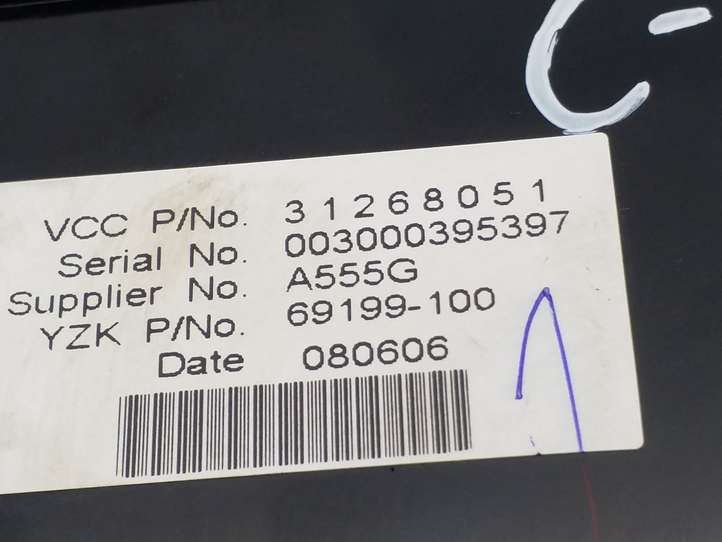 VCC P/No. 31268051
Serial No. 003000395397
Supplier No. A555G
YZK P/No. 69199-100
Date 080606